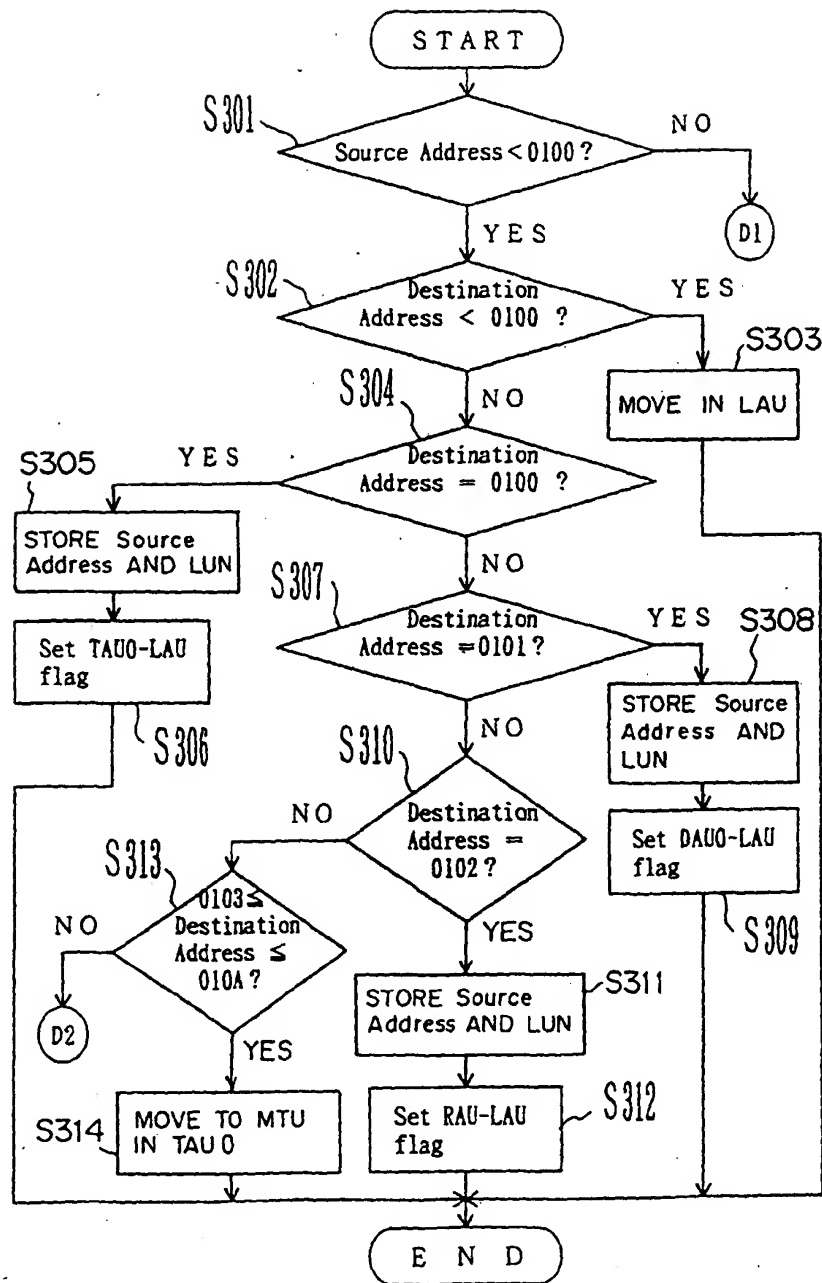 START
S301
NO
Source Address<0100?
D1
YES
S302
Destination
Address < 0100 ?
YES
S303
MOVE IN LAU
NO
S304
Destination
Address = 0100 ?
YES
S305
STORE Source
Address AND LUN
Set TAU0-LAU
flag
S306
NO
S307
Destination
Address =0101?
YES
S308
STORE Source
Address AND
LUN
Set DAU0-LAU
flag
S309
NO
S310
Destination
Address =
0102?
NO
S313
0103≦
Destination
Address ≦
010A?
NO
D2
YES
S311
STORE Source
Address AND LUN
YES
S314
MOVE TO MTU
IN TAU 0
Set RAU-LAU
flag
S312
END